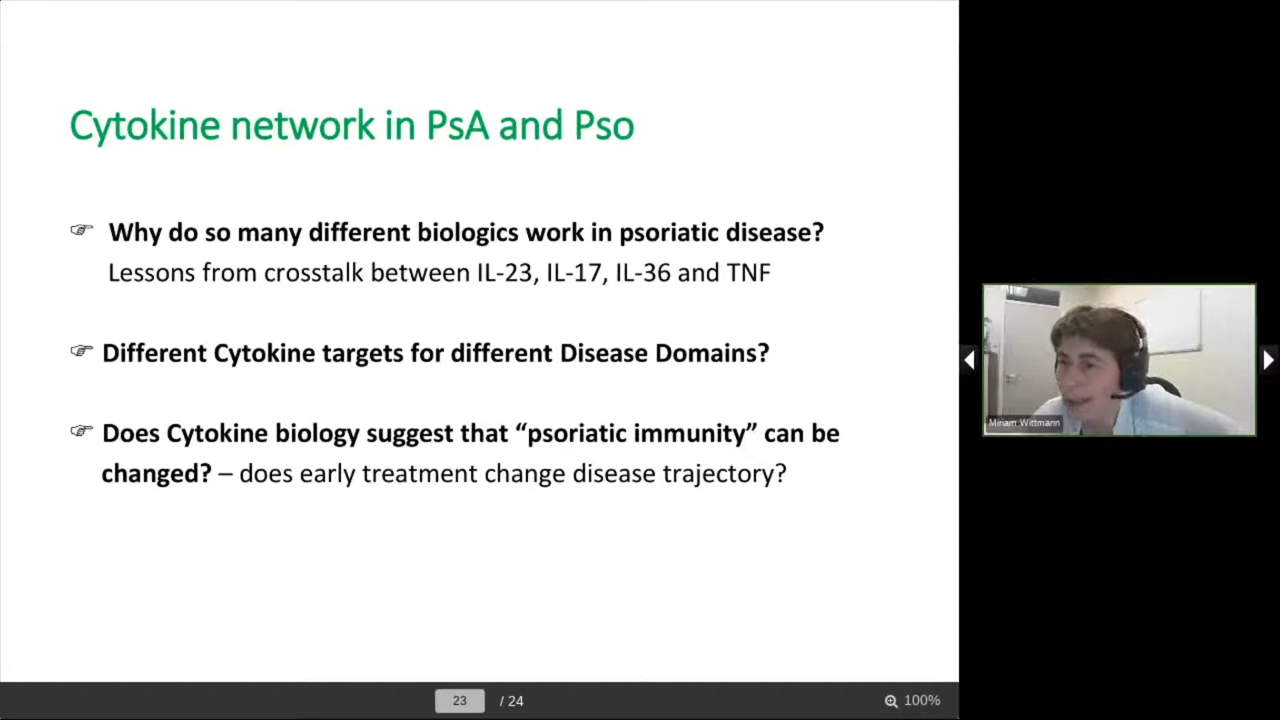 Cytokine network in PsA and Pso
☞ Why do so many different biologics work in psoriatic disease?
Lessons from crosstalk between IL-23, IL-17, IL-36 and TNF
☞ Different Cytokine targets for different Disease Domains?
☞ Does Cytokine biology suggest that “psoriatic immunity” can be
changed? – does early treatment change disease trajectory?
Miriam Wittmann
23 / 24
100%